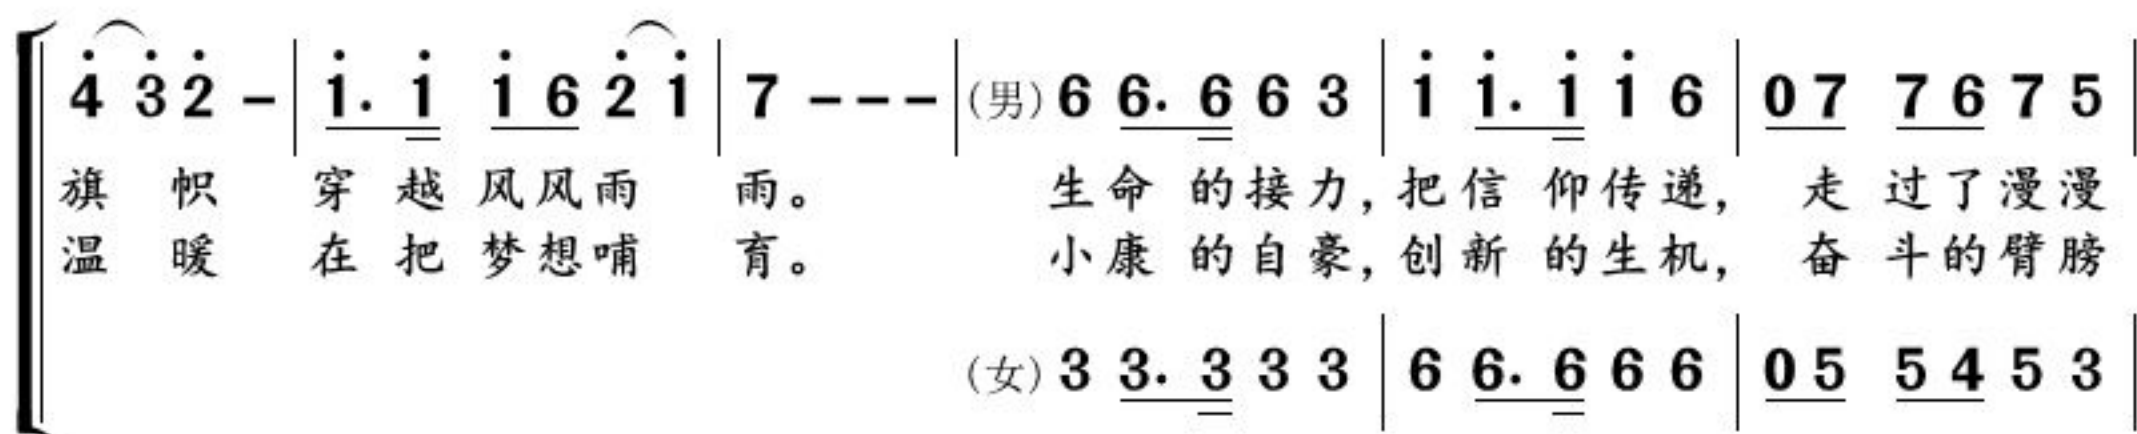 4̇ 3̇ 2̇ - | 1̇. 1̇ 1̇ 6 2̇ 1̇ | 7 - - - | (男) 6 6. 6 6 3 | 1̇ 1̇. 1̇ 1̇ 6 | 0 7 7 6 7 5 |
旗 帜 穿 越 风 风 雨 雨。 生 命 的 接 力, 把 信 仰 传 递, 走 过 了 漫 漫
温 暖 在 把 梦 想 哺 育。 小 康 的 自 豪, 创 新 的 生 机, 奋 斗 的 臂 膀
(女) 3 3. 3 3 3 | 6 6. 6 6 6 | 0 5 5 4 5 3 |